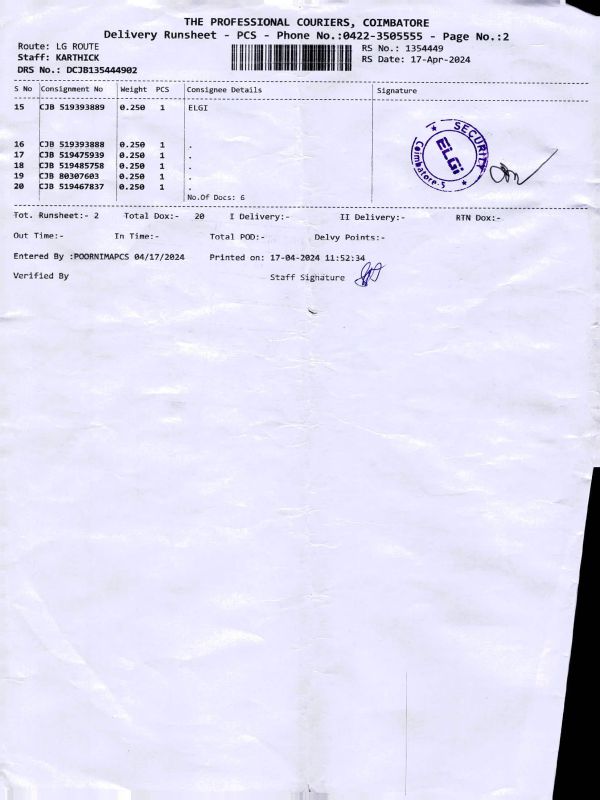 THE PROFESSIONAL COURIERS, COIMBATORE
Delivery Runsheet - PCS - Phone No.:0422-3505555 - Page No.:2
Route: LG ROUTE RS No.: 1354449
Staff: KARTHICK RS Date: 17-Apr-2024
DRS No.: DCJB135444902
S No Consignment No Weight PCS Consignee Details Signature
15 CJB 519393889 0.250 1 ELGI
16 CJB 519393888 0.250 1 .
17 CJB 519475939 0.250 1 .
18 CJB 519485758 0.250 1 .
19 CJB 80307603 0.250 1 .
20 CJB 519467837 0.250 1 .
No.Of Docs: 6
SECURITY
ELGi
Coimbatore.5
Tot. Runsheet:- 2 Total Dox:- 20 I Delivery:- II Delivery:- RTN Dox:-
Out Time:- In Time:- Total POD:- Delvy Points:-
Entered By :POORNIMAPCS 04/17/2024 Printed on: 17-04-2024 11:52:34
Verified By Staff Signature